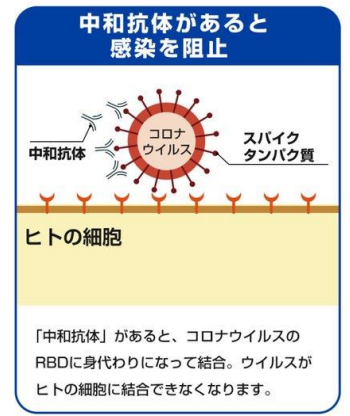 中和抗体があると
感染を阻止
コロナ
ウイルス
スパイク
タンパク質
中和抗体
ヒトの細胞
「中和抗体」があると、コロナウイルスの
RBDに身代わりになって結合。ウイルスが
ヒトの細胞に結合できなくなります。